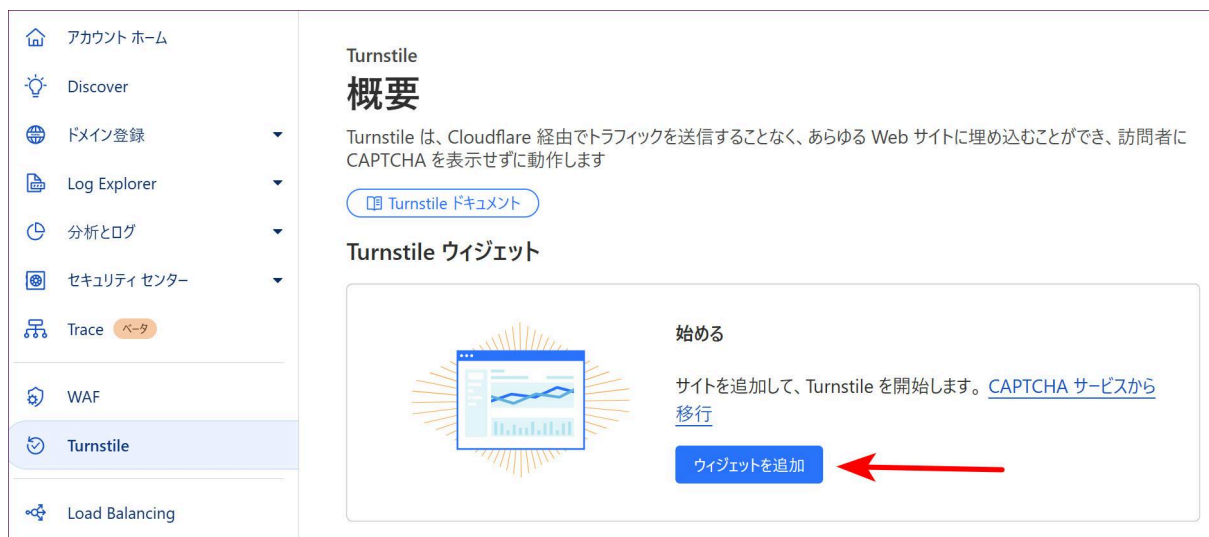 アカウント ホーム
Discover
ドメイン登録
Log Explorer
分析とログ
セキュリティ センター
Trace ベータ
WAF
Turnstile
Load Balancing
Turnstile
概要
Turnstile は、Cloudflare 経由でトラフィックを送信することなく、あらゆる Web サイトに埋め込むことができ、訪問者に
CAPTCHA を表示せずに動作します
Turnstile ドキュメント
Turnstile ウィジェット
始める
サイトを追加して、Turnstile を開始します。CAPTCHA サービスから
移行
ウィジェットを追加